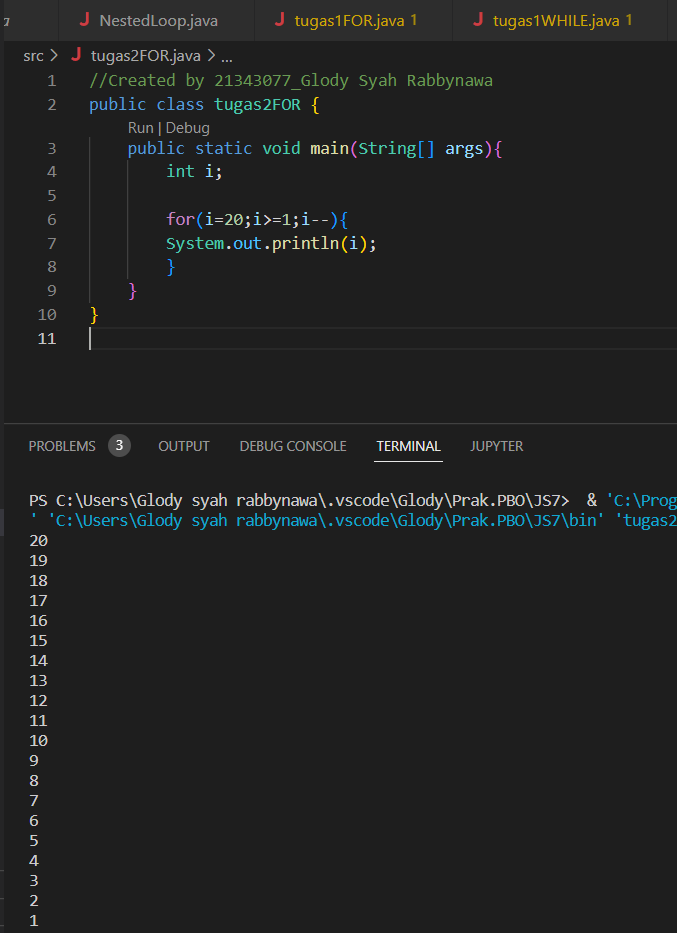 a J NestedLoop.java J tugas1FOR.java 1 J tugas1WHILE.java 1
src > J tugas2FOR.java > ...
1 //Created by 21343077_Glody Syah Rabbynawa
2 public class tugas2FOR {
Run | Debug
3 public static void main(String[] args){
4 int i;
5
6 for(i=20;i>=1;i--){
7 System.out.println(i);
8 }
9 }
10 }
11
PROBLEMS 3 OUTPUT DEBUG CONSOLE TERMINAL JUPYTER
PS C:\Users\Glody syah rabbynawa\.vscode\Glody\Prak.PBO\JS7> & 'C:\Prog
' 'C:\Users\Glody syah rabbynawa\.vscode\Glody\Prak.PBO\JS7\bin' 'tugas2
20
19
18
17
16
15
14
13
12
11
10
9
8
7
6
5
4
3
2
1